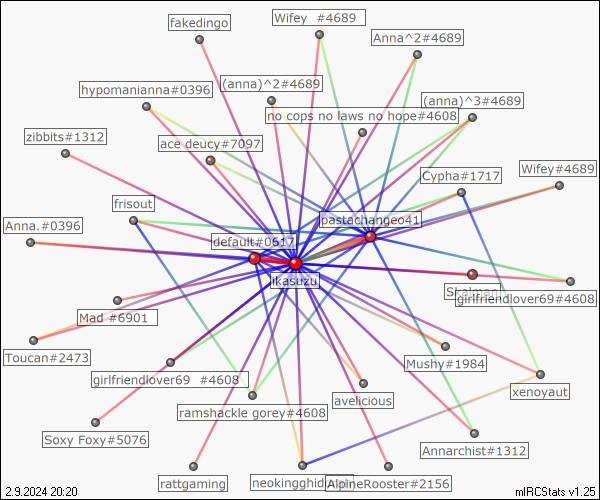 fakedingo
Wifey  #4689
Anna^2#4689
hypomanianna#0396
(anna)^2#4689
(anna)^3#4689
no cops no laws no hope#4608
zibbits#1312
ace deucy#7097
Cypha#1717
Wifey#4689
frisout
pastachangeo41
Anna.#0396
default#0617
ikasuzu
Skalman
girlfriendlover69#4608
Mad #6901
Toucan#2473
Mushy#1984
girlfriendlover69  #4608
xenoyaut
avelicious
ramshackle gorey#4608
Soxy Foxy#5076
Annarchist#1312
rattgaming
AlpineRooster#2156
2.9.2024 20:20
mIRCStats v1.25